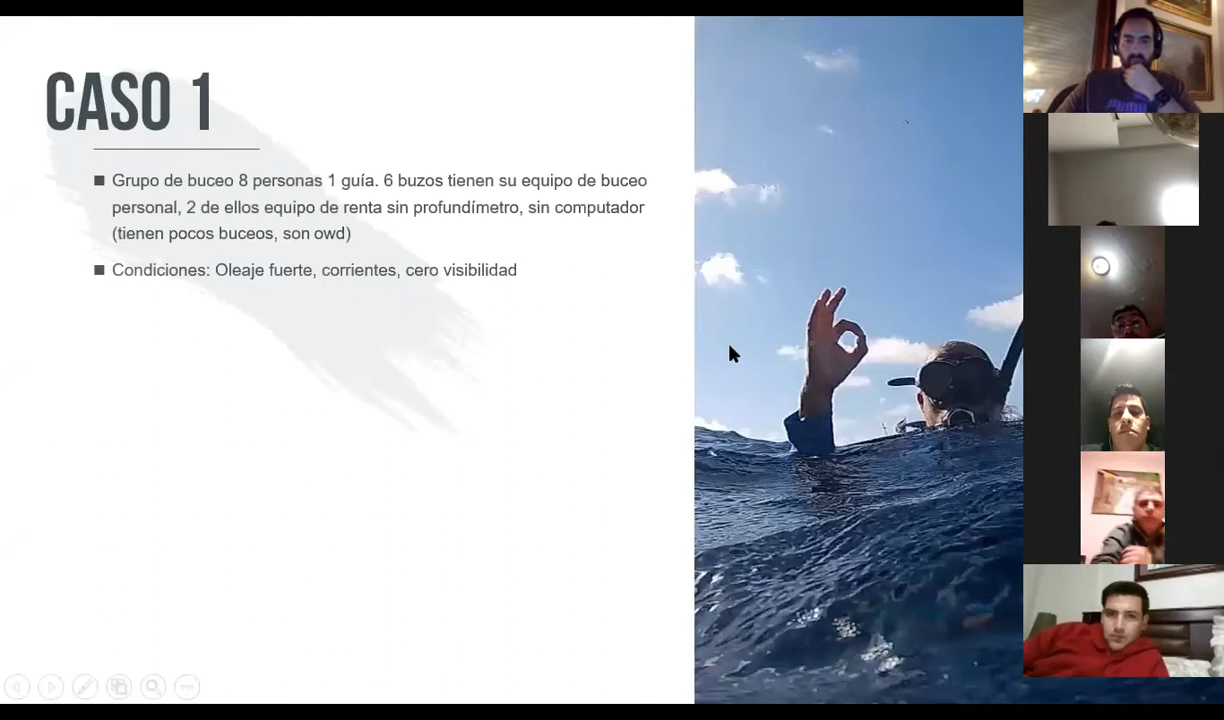 CASO 1
Grupo de buceo 8 personas 1 guía. 6 buzos tienen su equipo de buceo
personal, 2 de ellos equipo de renta sin profundímetro, sin computador
(tienen pocos buceos, son owd)
Condiciones: Oleaje fuerte, corrientes, cero visibilidad
PUMA